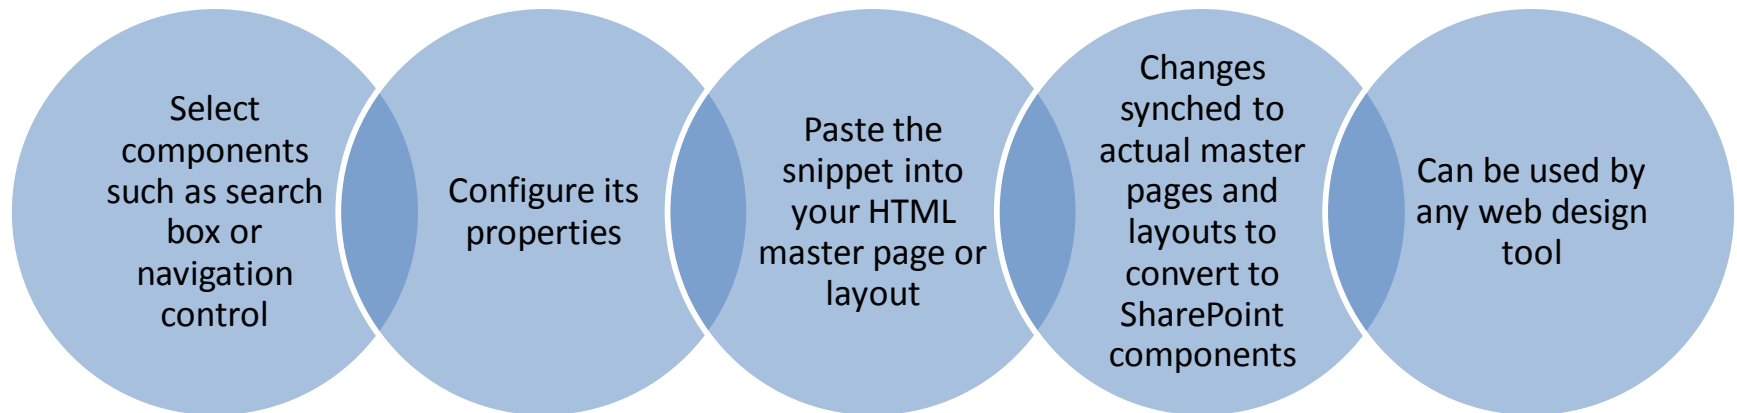 Select
components
such as search
box or
navigation
control
Configure its
properties
Paste the
snippet into
your HTML
master page or
layout
Changes
synched to
actual master
pages and
layouts to
convert to
SharePoint
components
Can be used by
any web design
tool